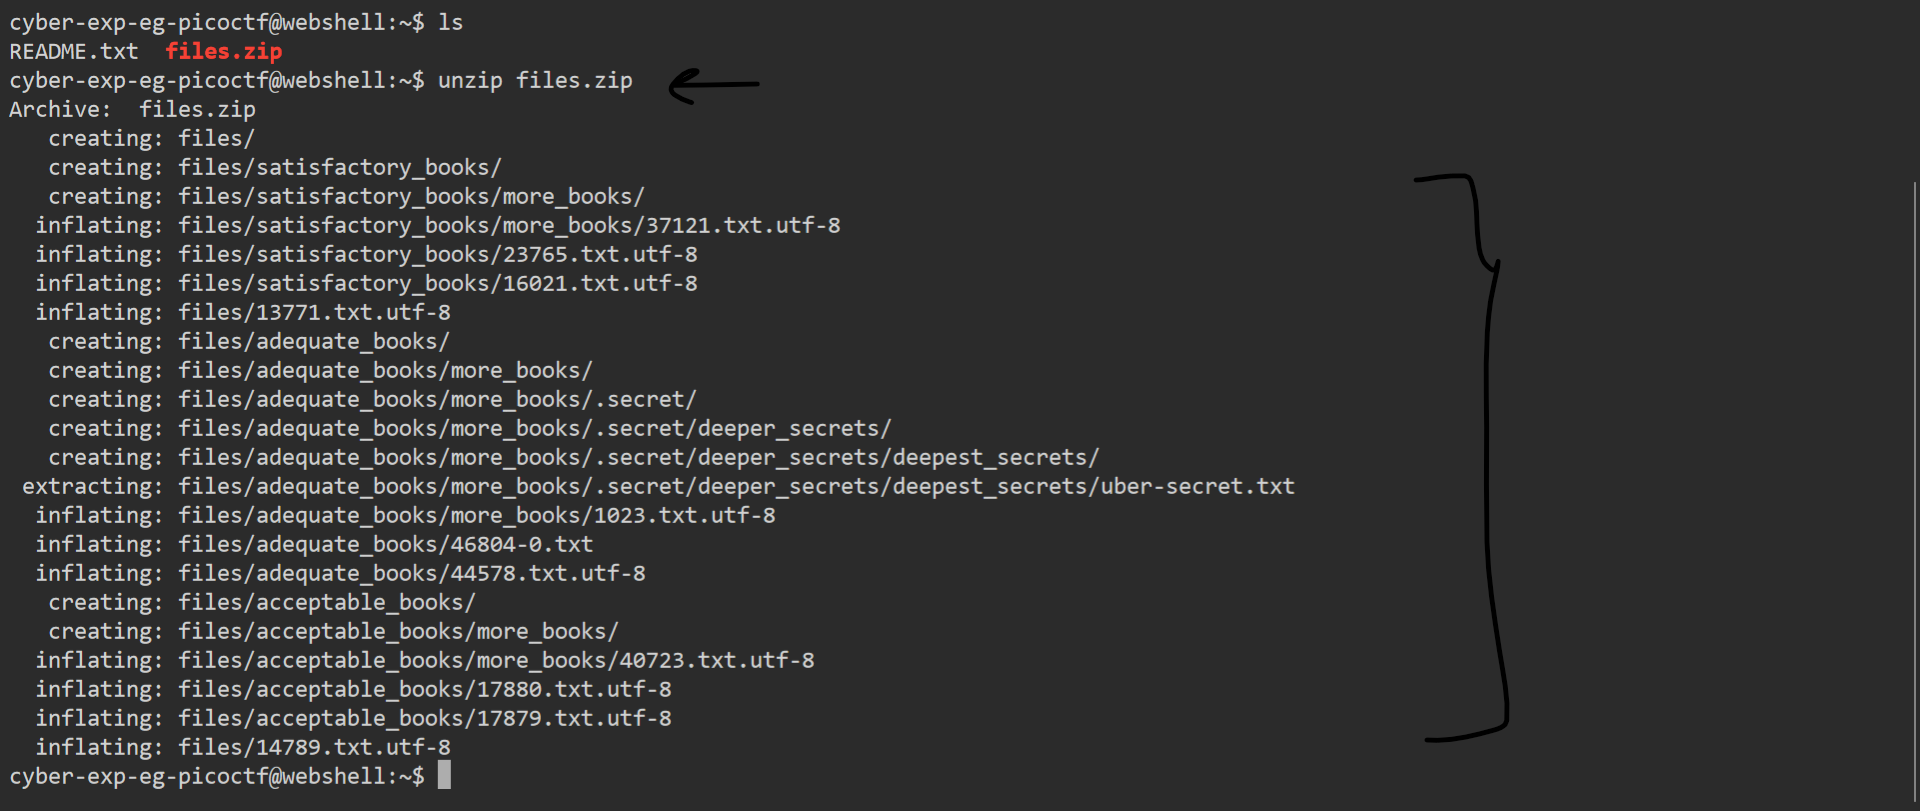 cyber-exp-eg-picoctf@webshell:~$ ls
README.txt  files.zip
cyber-exp-eg-picoctf@webshell:~$ unzip files.zip
Archive:  files.zip
   creating: files/
   creating: files/satisfactory_books/
   creating: files/satisfactory_books/more_books/
  inflating: files/satisfactory_books/more_books/37121.txt.utf-8
  inflating: files/satisfactory_books/23765.txt.utf-8
  inflating: files/satisfactory_books/16021.txt.utf-8
  inflating: files/13771.txt.utf-8
   creating: files/adequate_books/
   creating: files/adequate_books/more_books/
   creating: files/adequate_books/more_books/.secret/
   creating: files/adequate_books/more_books/.secret/deeper_secrets/
   creating: files/adequate_books/more_books/.secret/deeper_secrets/deepest_secrets/
 extracting: files/adequate_books/more_books/.secret/deeper_secrets/deepest_secrets/uber-secret.txt
  inflating: files/adequate_books/more_books/1023.txt.utf-8
  inflating: files/adequate_books/46804-0.txt
  inflating: files/adequate_books/44578.txt.utf-8
   creating: files/acceptable_books/
   creating: files/acceptable_books/more_books/
  inflating: files/acceptable_books/more_books/40723.txt.utf-8
  inflating: files/acceptable_books/17880.txt.utf-8
  inflating: files/acceptable_books/17879.txt.utf-8
  inflating: files/14789.txt.utf-8
cyber-exp-eg-picoctf@webshell:~$